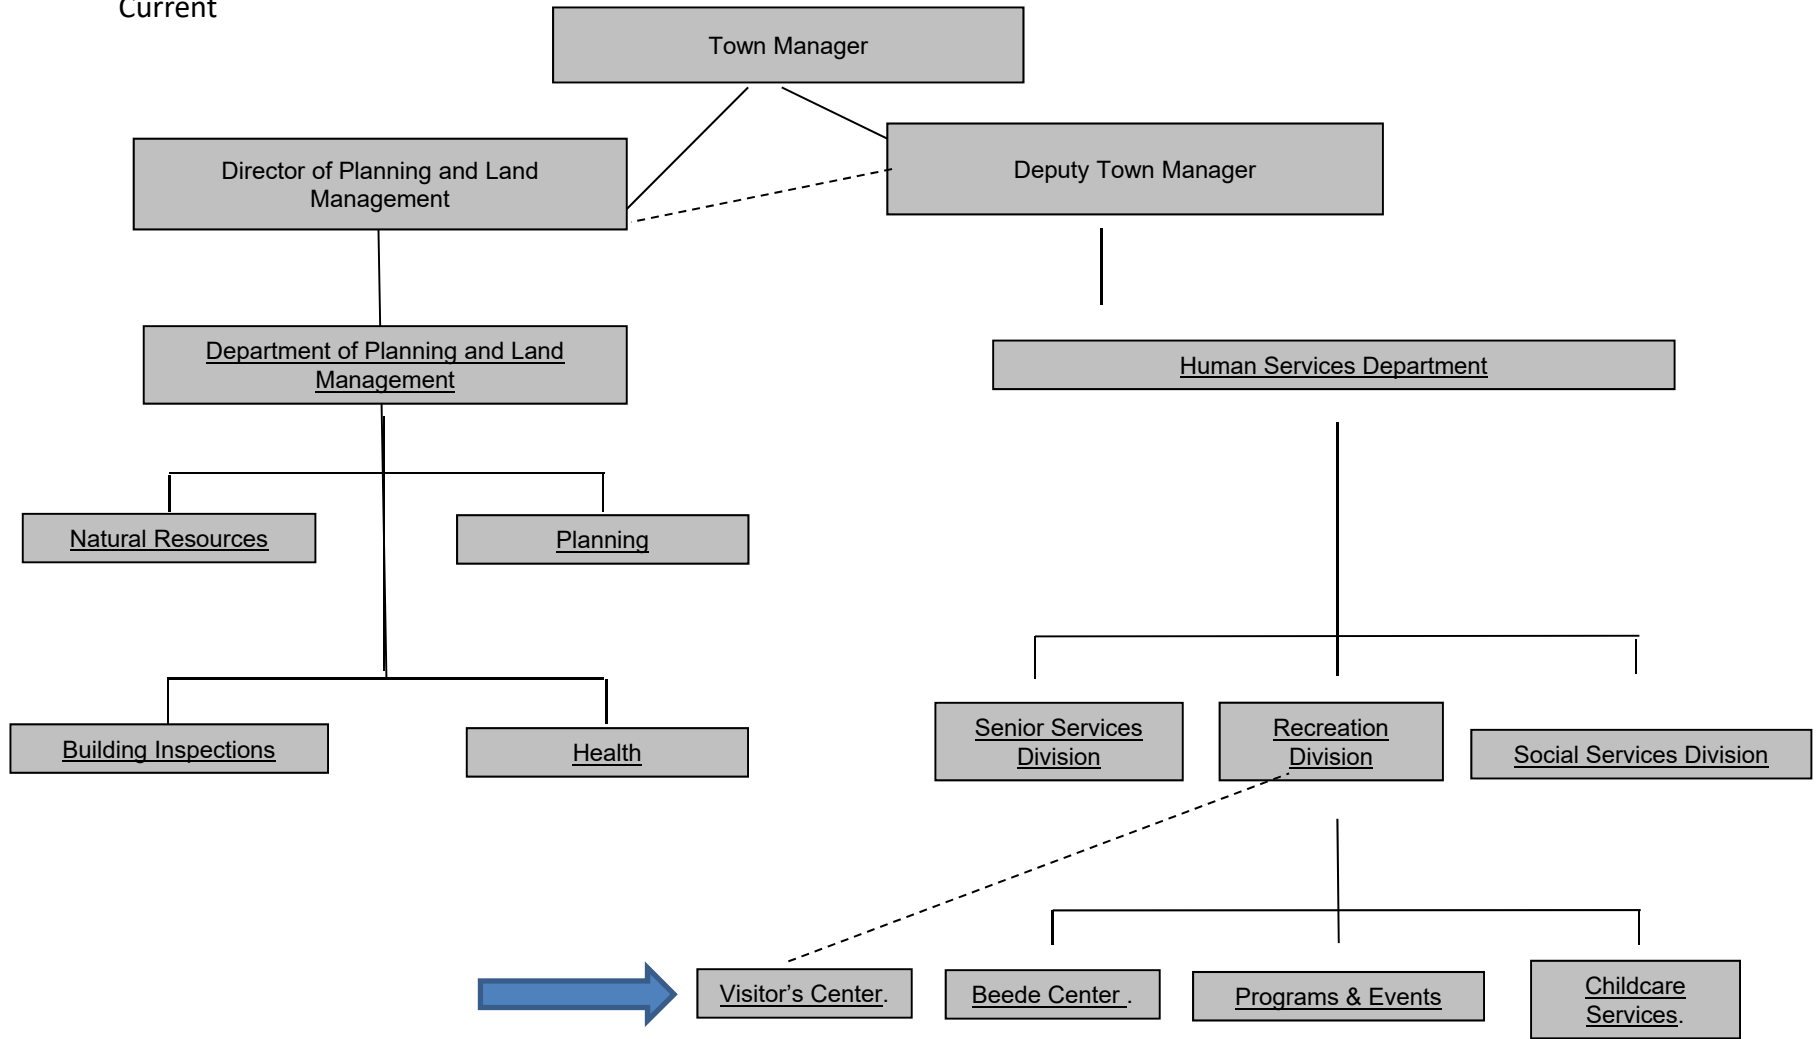 Current
Town Manager
Director of Planning and Land
Management
Deputy Town Manager
Department of Planning and Land
Management
Human Services Department
Natural Resources
Planning
Building Inspections
Health
Senior Services
Division
Recreation
Division
Social Services Division
Visitor’s Center.
Beede Center .
Programs & Events
Childcare
Services.